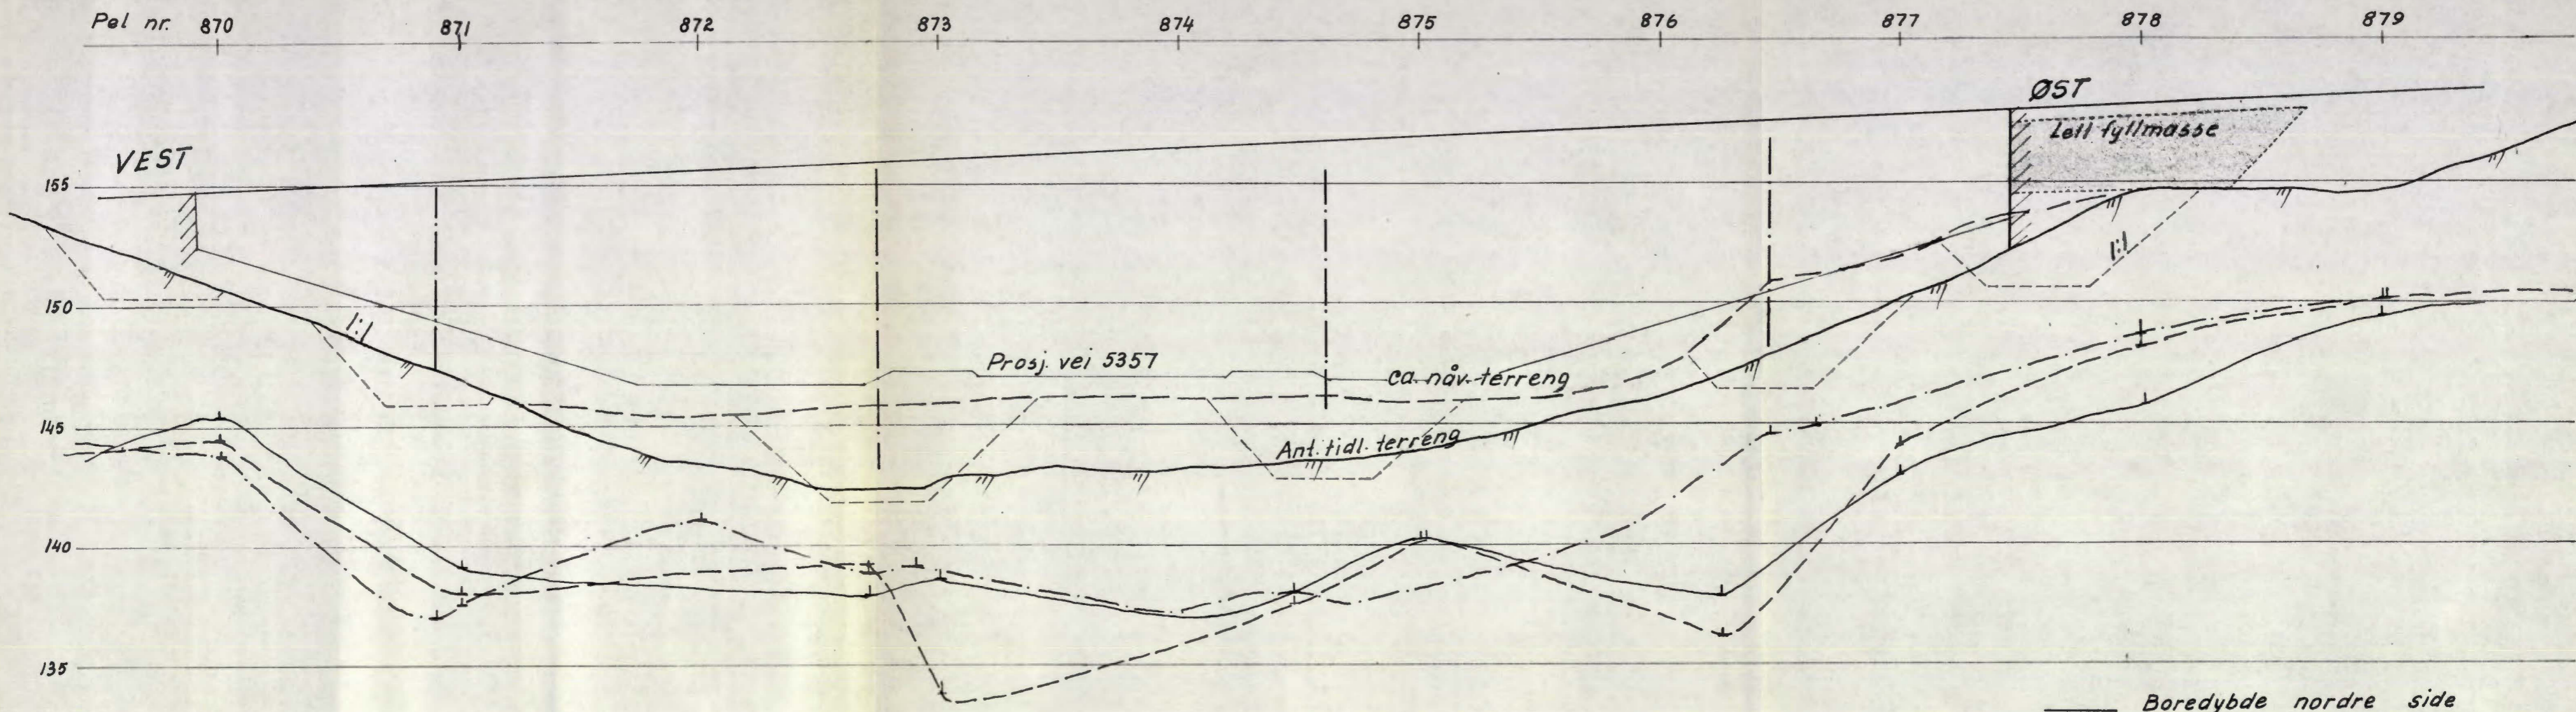 Pel nr. 870 871 872 873 874 875 876 877 878 879
ØST
Lett fyllmasse
VEST
155
1:1
150
1:1
Prosj. vei 5357
ca. nåv. terreng
145
Ant. tidl. terreng
140
135
Boredybde nordre side